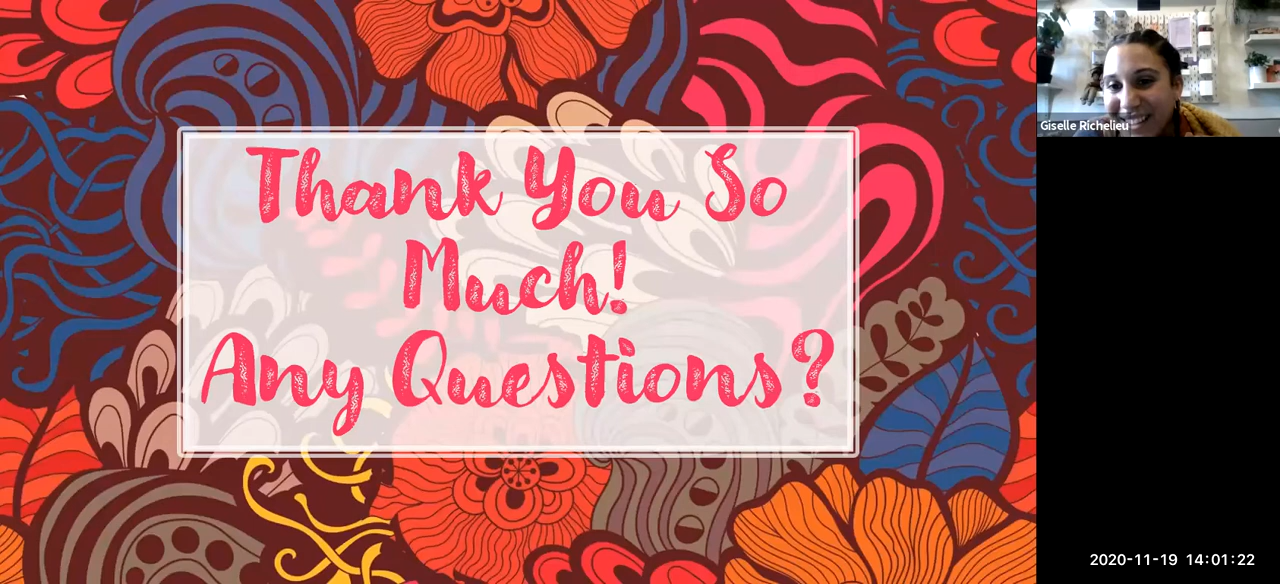 Thank You So
Much!
Any Questions?
Giselle Richelieu
2020-11-19 14:01:22